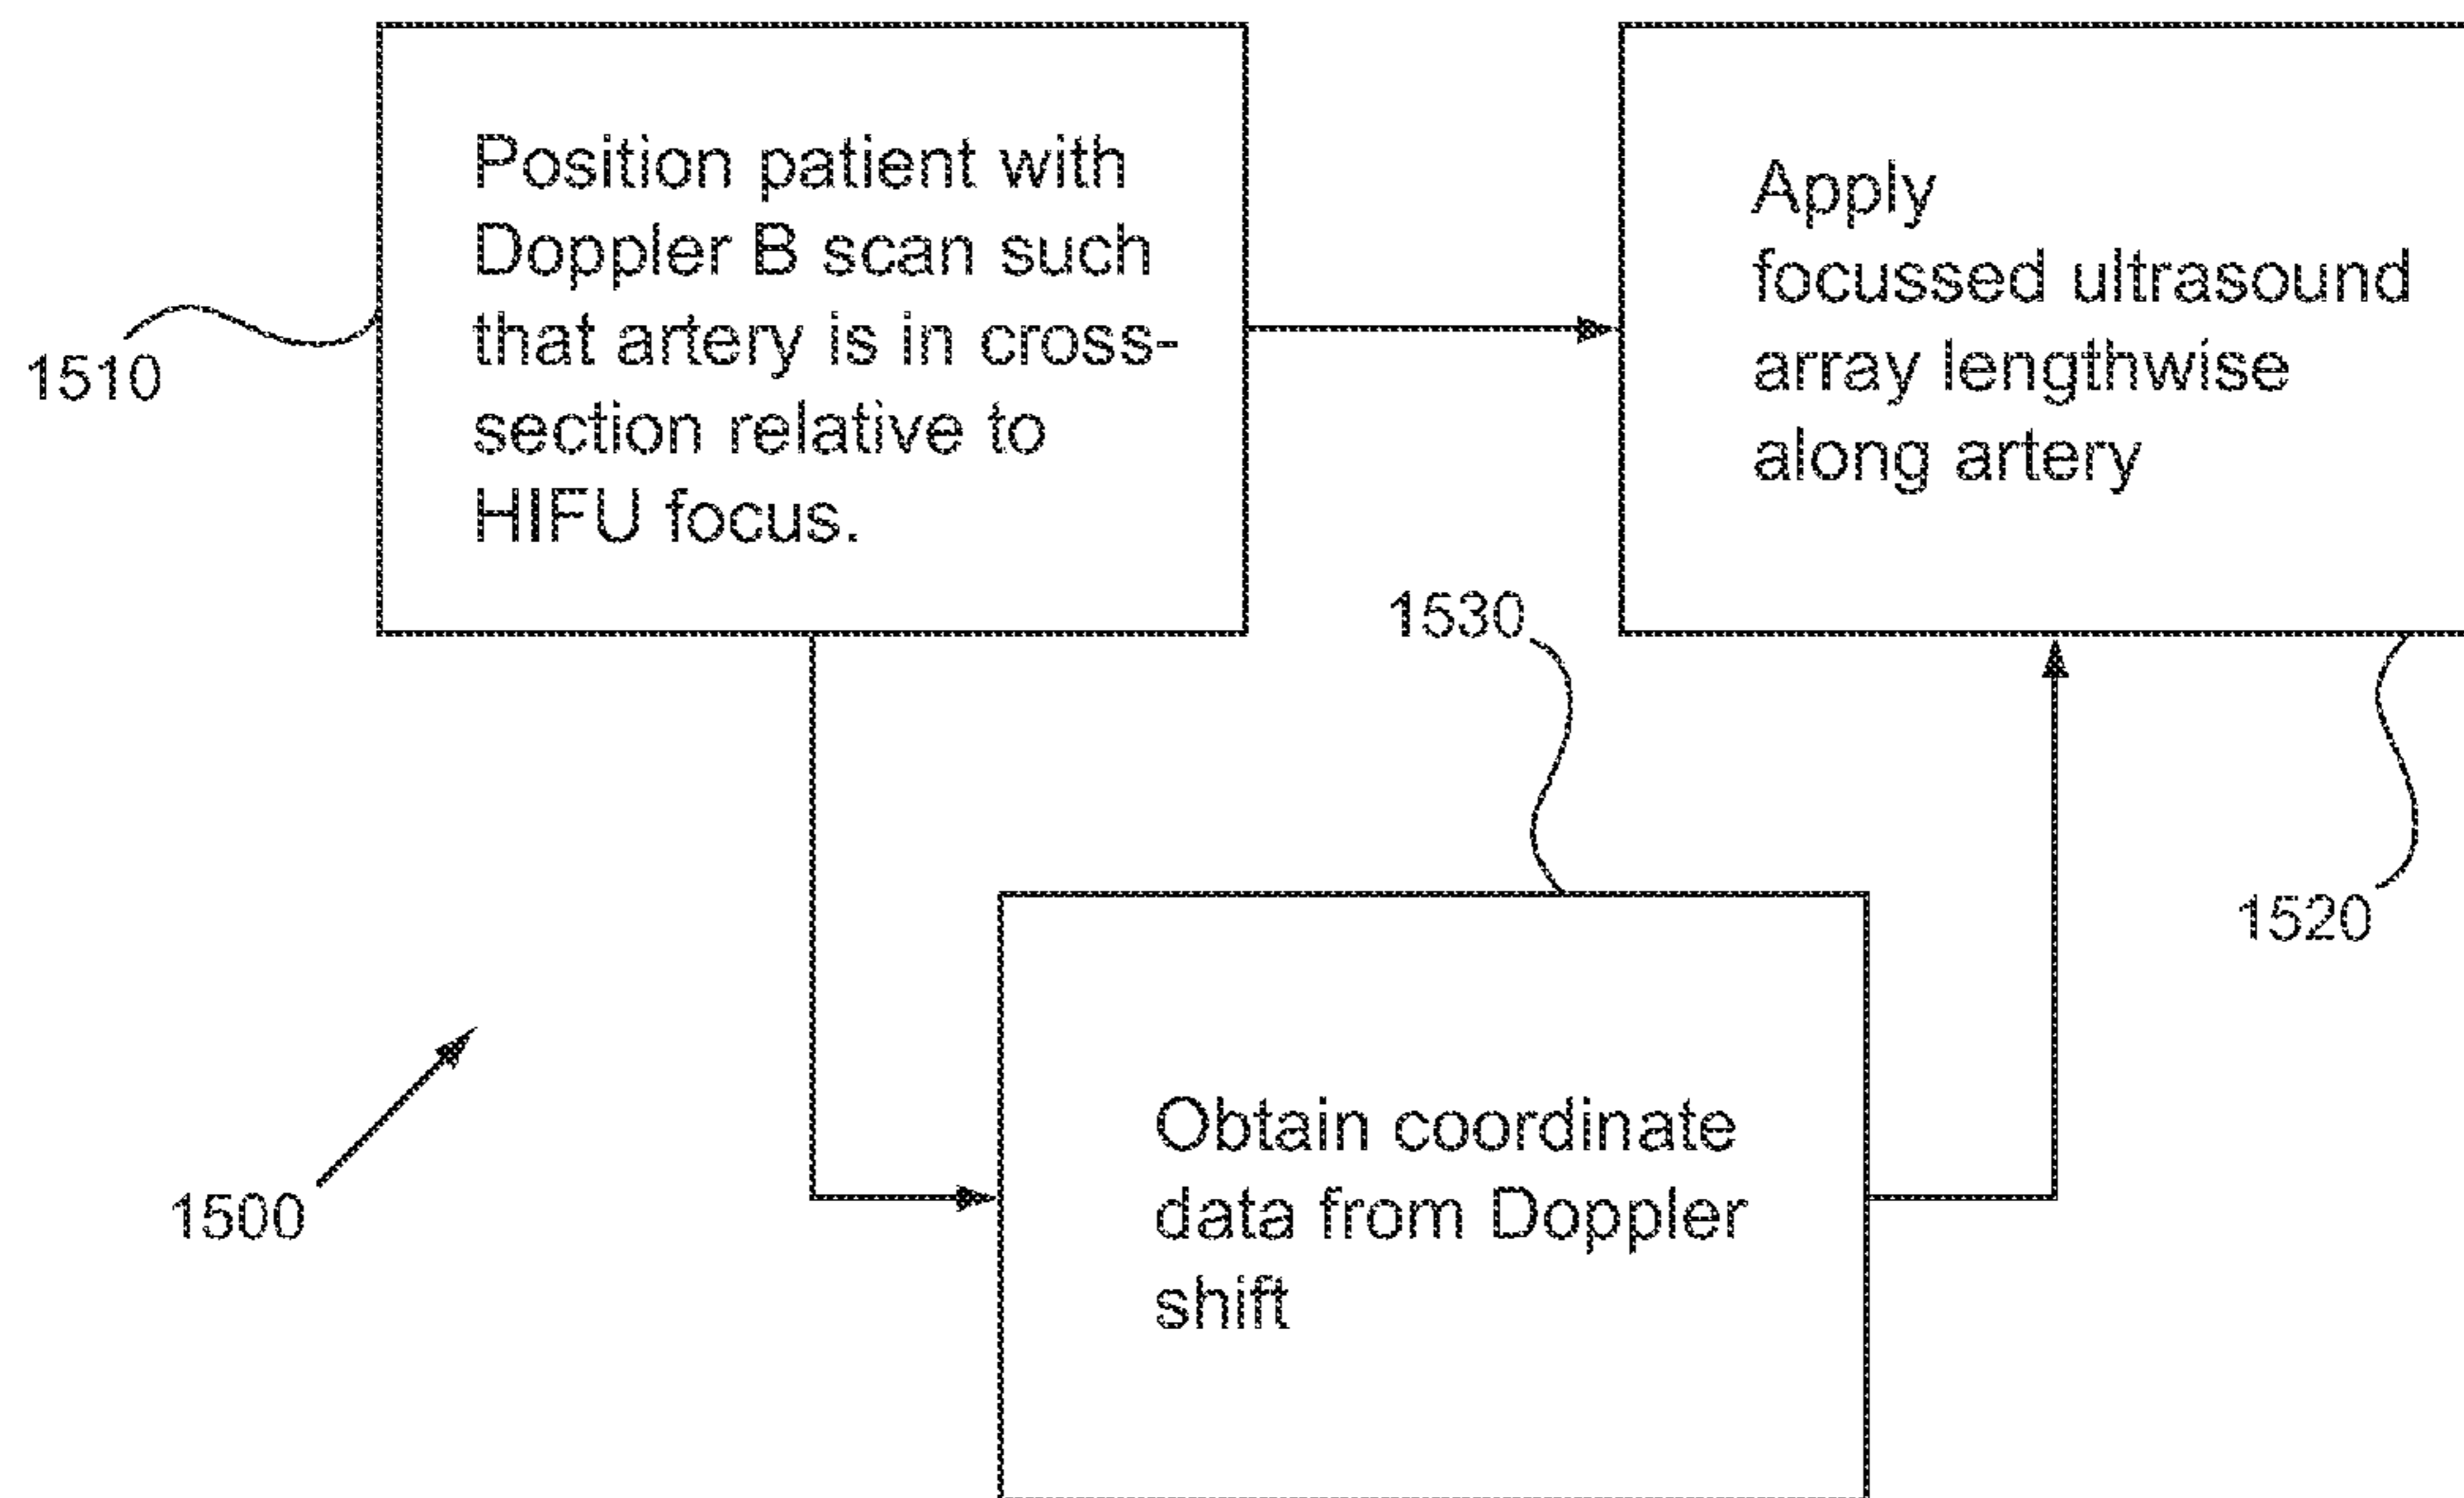 Position patient with
Doppler B scan such
that artery is in cross-
section relative to
HIFU focus.
1510
Apply
focussed ultrasound
array lengthwise
along artery
1530
1520
Obtain coordinate
data from Doppler
shift
1500